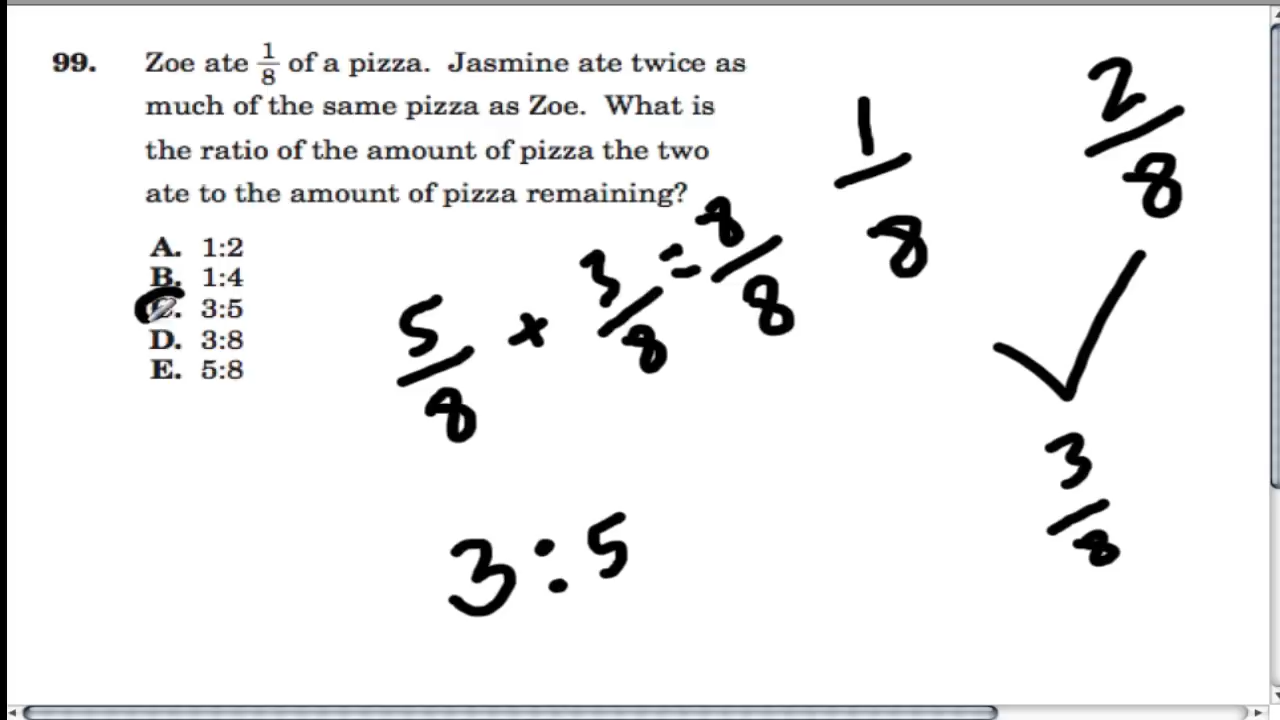 99. Zoe ate 1/8 of a pizza. Jasmine ate twice as
much of the same pizza as Zoe. What is
the ratio of the amount of pizza the two
ate to the amount of pizza remaining?
A. 1:2
B. 1:4
C. 3:5
D. 3:8
E. 5:8
1/8
2/8
5/8 + 3/8 = 8/8
3/8
3:5